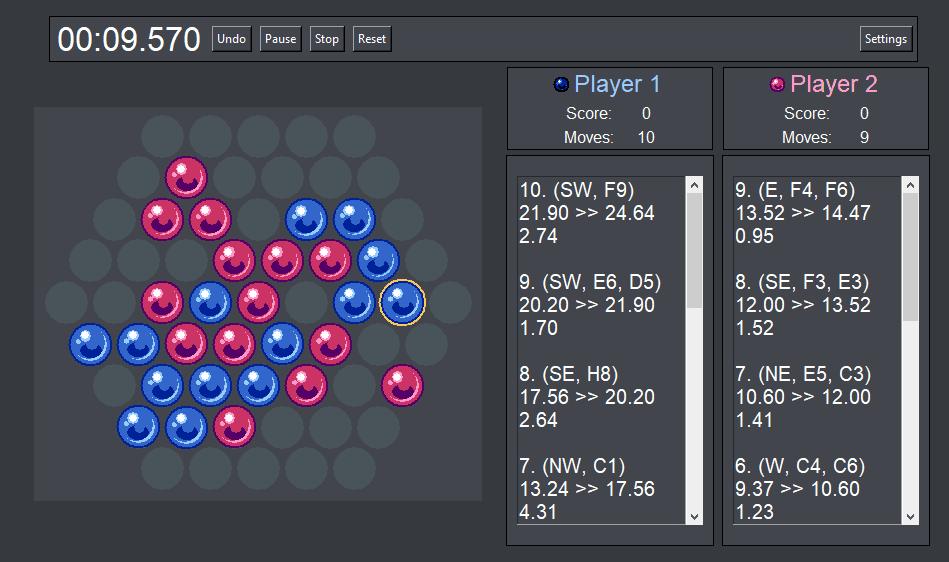 00:09.570 Undo Pause Stop Reset Settings
Player 1
Score: 0
Moves: 10
Player 2
Score: 0
Moves: 9
10. (SW, F9)
21.90 >> 24.64
2.74
9. (SW, E6, D5)
20.20 >> 21.90
1.70
8. (SE, H8)
17.56 >> 20.20
2.64
7. (NW, C1)
13.24 >> 17.56
4.31
9. (E, F4, F6)
13.52 >> 14.47
0.95
8. (SE, F3, E3)
12.00 >> 13.52
1.52
7. (NE, E5, C3)
10.60 >> 12.00
1.41
6. (W, C4, C6)
9.37 >> 10.60
1.23